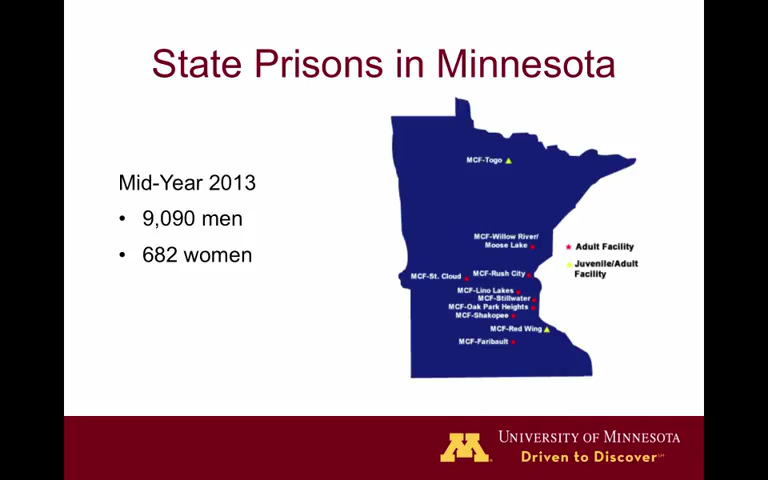 State Prisons in Minnesota
Mid-Year 2013
• 9,090 men
• 682 women
MCF-Togo
MCF-Willow River/
Moose Lake
MCF-St. Cloud
MCF-Rush City
MCF-Lino Lakes
MCF-Stillwater
MCF-Oak Park Heights
MCF-Shakopee
MCF-Red Wing
MCF-Faribault
Adult Facility
Juvenile/Adult
Facility
M
UNIVERSITY OF MINNESOTA
Driven to Discover℠